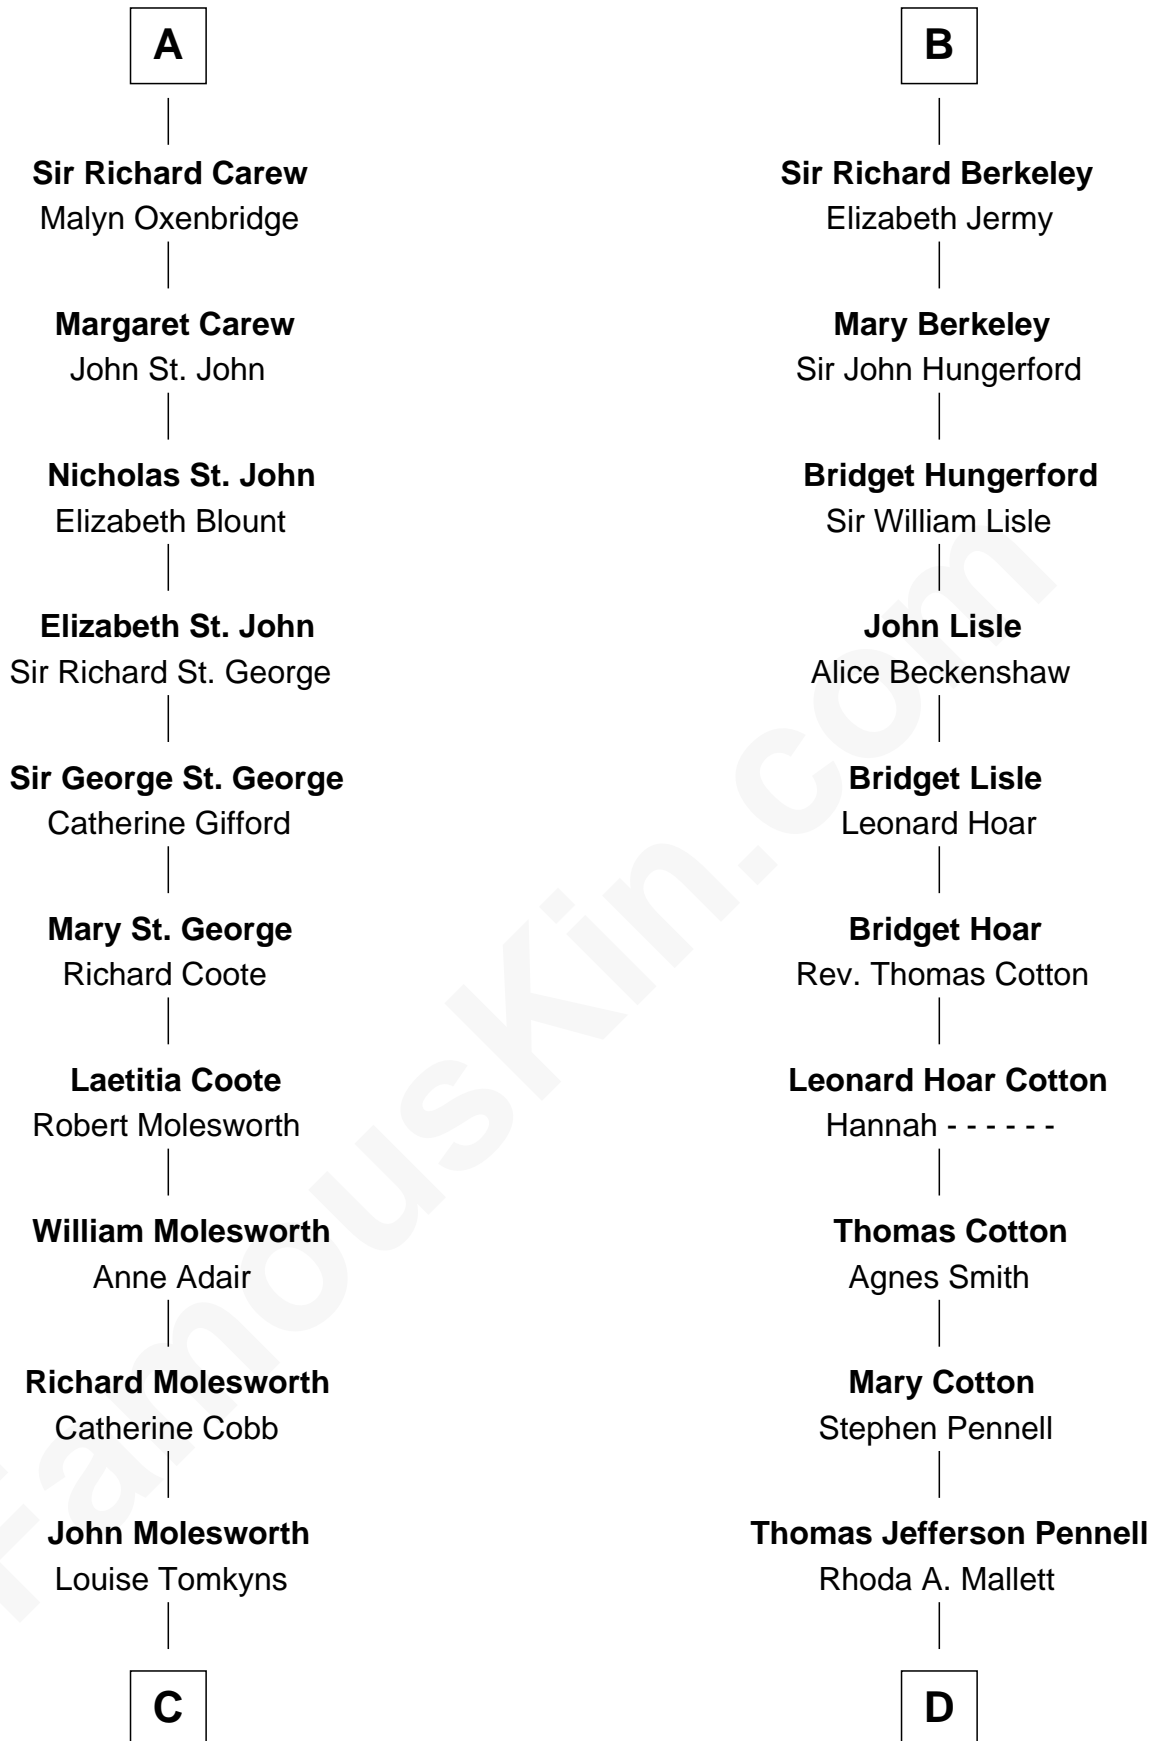 A
Sir Richard Carew
Malyn Oxenbridge
Margaret Carew
John St. John
Nicholas St. John
Elizabeth Blount
Elizabeth St. John
Sir Richard St. George
Sir George St. George
Catherine Gifford
Mary St. George
Richard Coote
Laetitia Coote
Robert Molesworth
William Molesworth
Anne Adair
Richard Molesworth
Catherine Cobb
John Molesworth
Louise Tomkyns
C
B
Sir Richard Berkeley
Elizabeth Jermy
Mary Berkeley
Sir John Hungerford
Bridget Hungerford
Sir William Lisle
John Lisle
Alice Beckenshaw
Bridget Lisle
Leonard Hoar
Bridget Hoar
Rev. Thomas Cotton
Leonard Hoar Cotton
Hannah - - - - - -
Thomas Cotton
Agnes Smith
Mary Cotton
Stephen Pennell
Thomas Jefferson Pennell
Rhoda A. Mallett
D
FamousKin.com